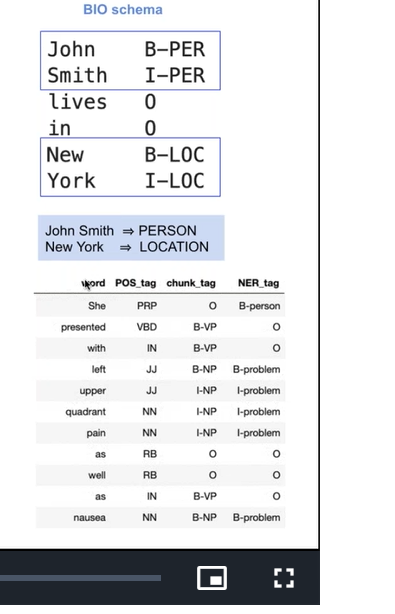 BIO schema
John B-PER
Smith I-PER
lives O
in O
New B-LOC
York I-LOC
John Smith ⇒ PERSON
New York ⇒ LOCATION
word POS_tag chunk_tag NER_tag
She PRP O B-person
presented VBD B-VP O
with IN B-VP O
left JJ B-NP B-problem
upper JJ I-NP I-problem
quadrant NN I-NP I-problem
pain NN I-NP I-problem
as RB O O
well RB O O
as IN B-VP O
nausea NN B-NP B-problem